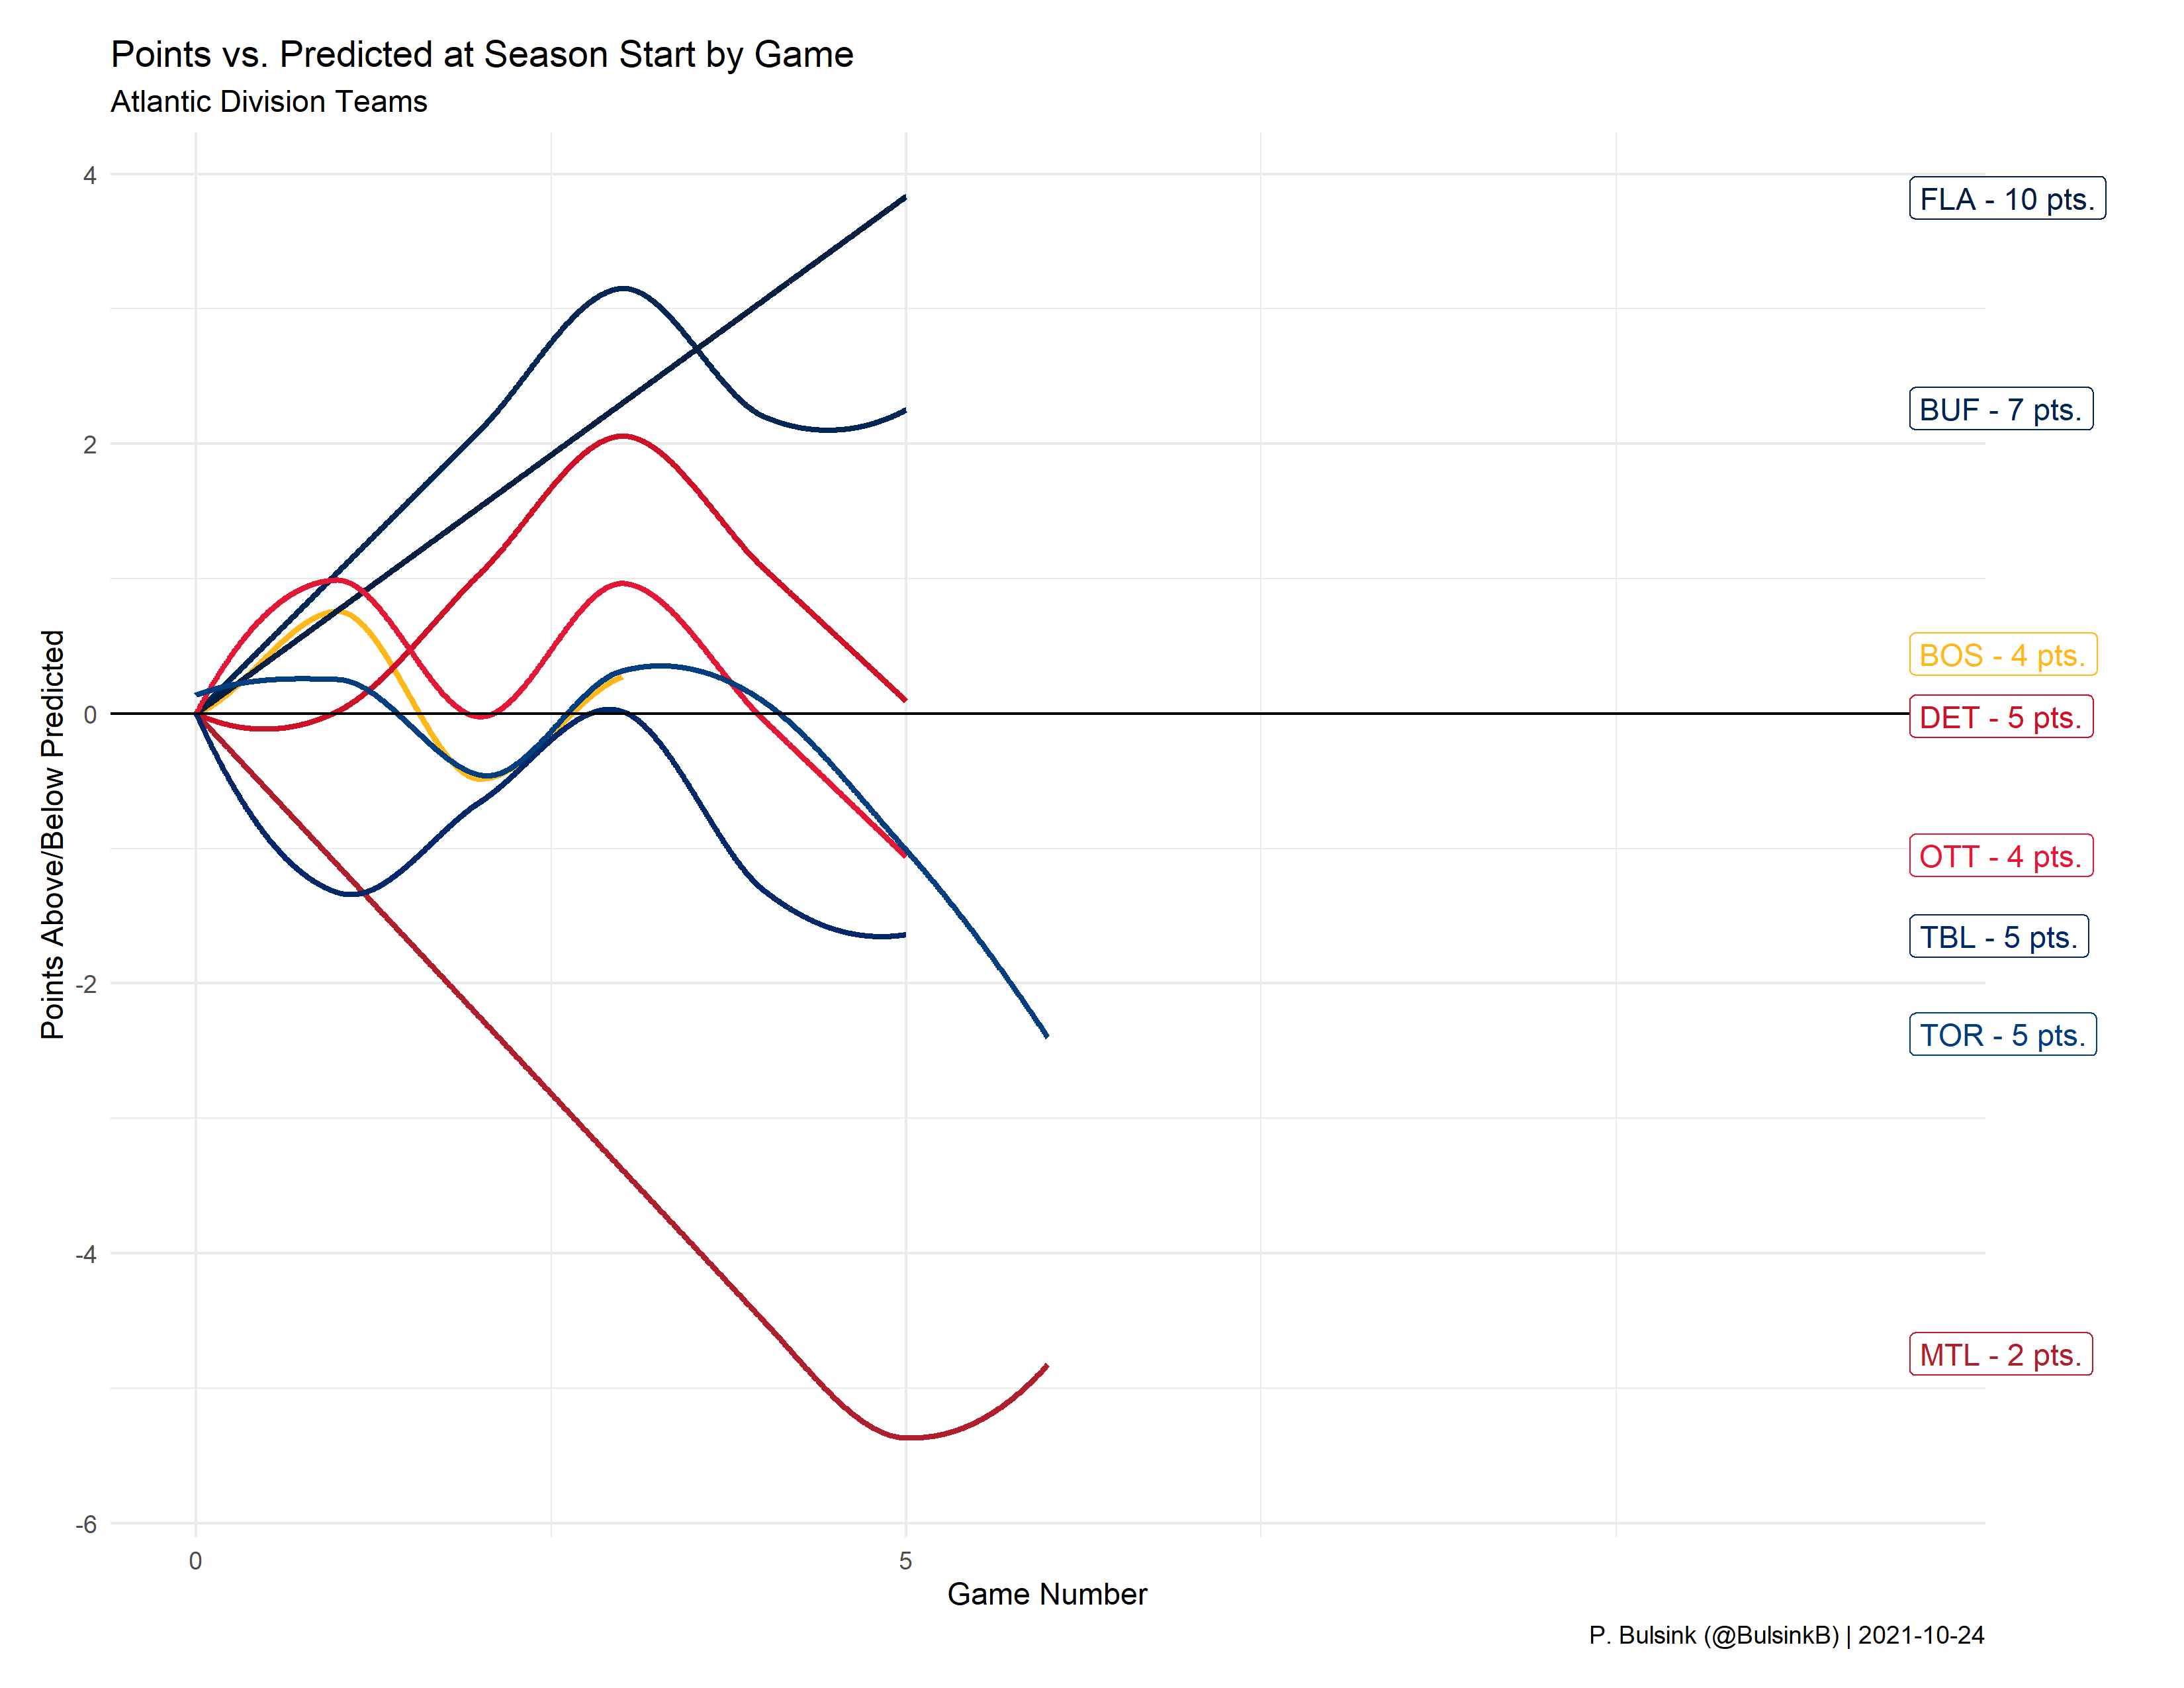 Points vs. Predicted at Season Start by Game
Atlantic Division Teams
Points Above/Below Predicted
4
2
0
-2
-4
-6
0
5
Game Number
FLA - 10 pts.
BUF - 7 pts.
BOS - 4 pts.
DET - 5 pts.
OTT - 4 pts.
TBL - 5 pts.
TOR - 5 pts.
MTL - 2 pts.
P. Bulsink (@BulsinkB) | 2021-10-24